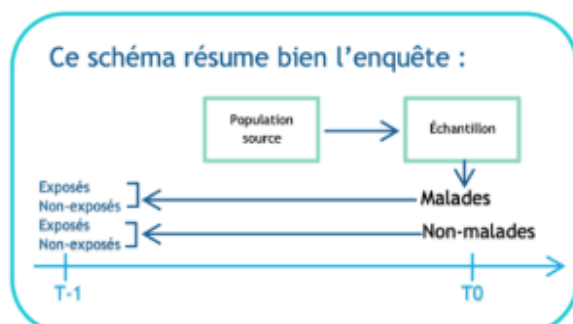 Ce schéma résume bien l'enquête :
Population
source
Échantillon
Exposés
Non-exposés
Malades
Exposés
Non-exposés
Non-malades
T-1
T0